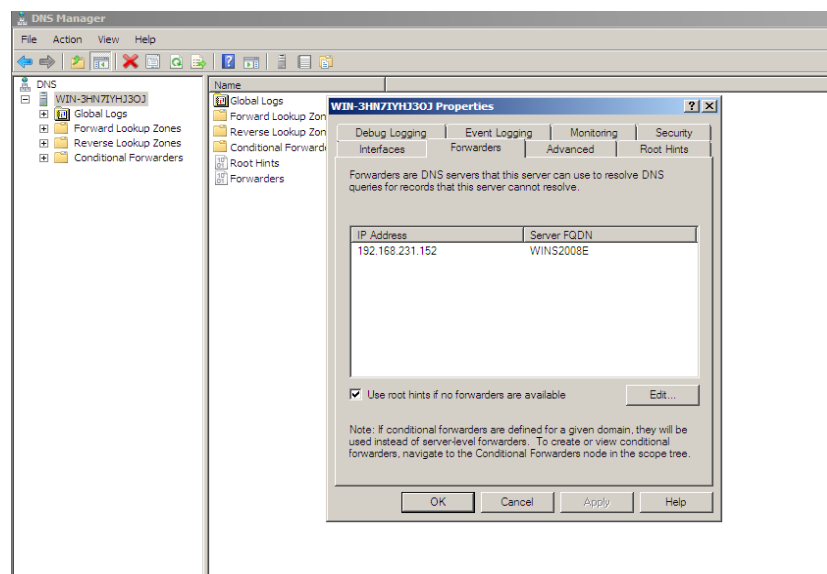 DNS Manager
File Action View Help
DNS
WIN-3HN7IYHJ3OJ
Global Logs
Forward Lookup Zones
Reverse Lookup Zones
Conditional Forwarders
Name
Global Logs
Forward Lookup Zon
Reverse Lookup Zon
Conditional Forwarde
Root Hints
Forwarders
WIN-3HN7IYHJ3OJ Properties
Debug Logging Event Logging Monitoring Security
Interfaces Forwarders Advanced Root Hints
Forwarders are DNS servers that this server can use to resolve DNS
queries for records that this server cannot resolve.
IP Address Server FQDN
192.168.231.152 WINS2008E
Use root hints if no forwarders are available Edit...
Note: If conditional forwarders are defined for a given domain, they will be
used instead of server-level forwarders. To create or view conditional
forwarders, navigate to the Conditional Forwarders node in the scope tree.
OK Cancel Apply Help